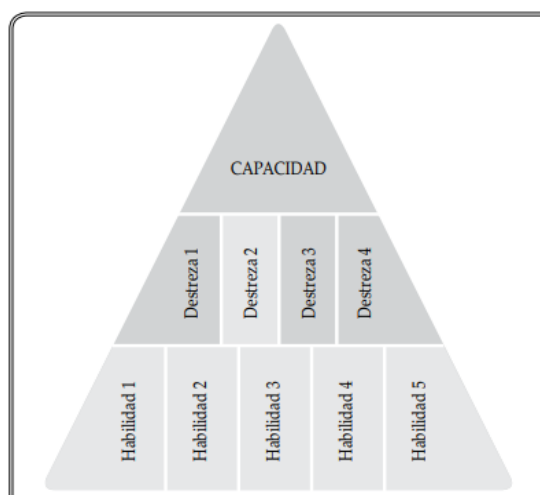 CAPACIDAD
Destreza 1
Destreza 2
Destreza 3
Destreza 4
Habilidad 1
Habilidad 2
Habilidad 3
Habilidad 4
Habilidad 5